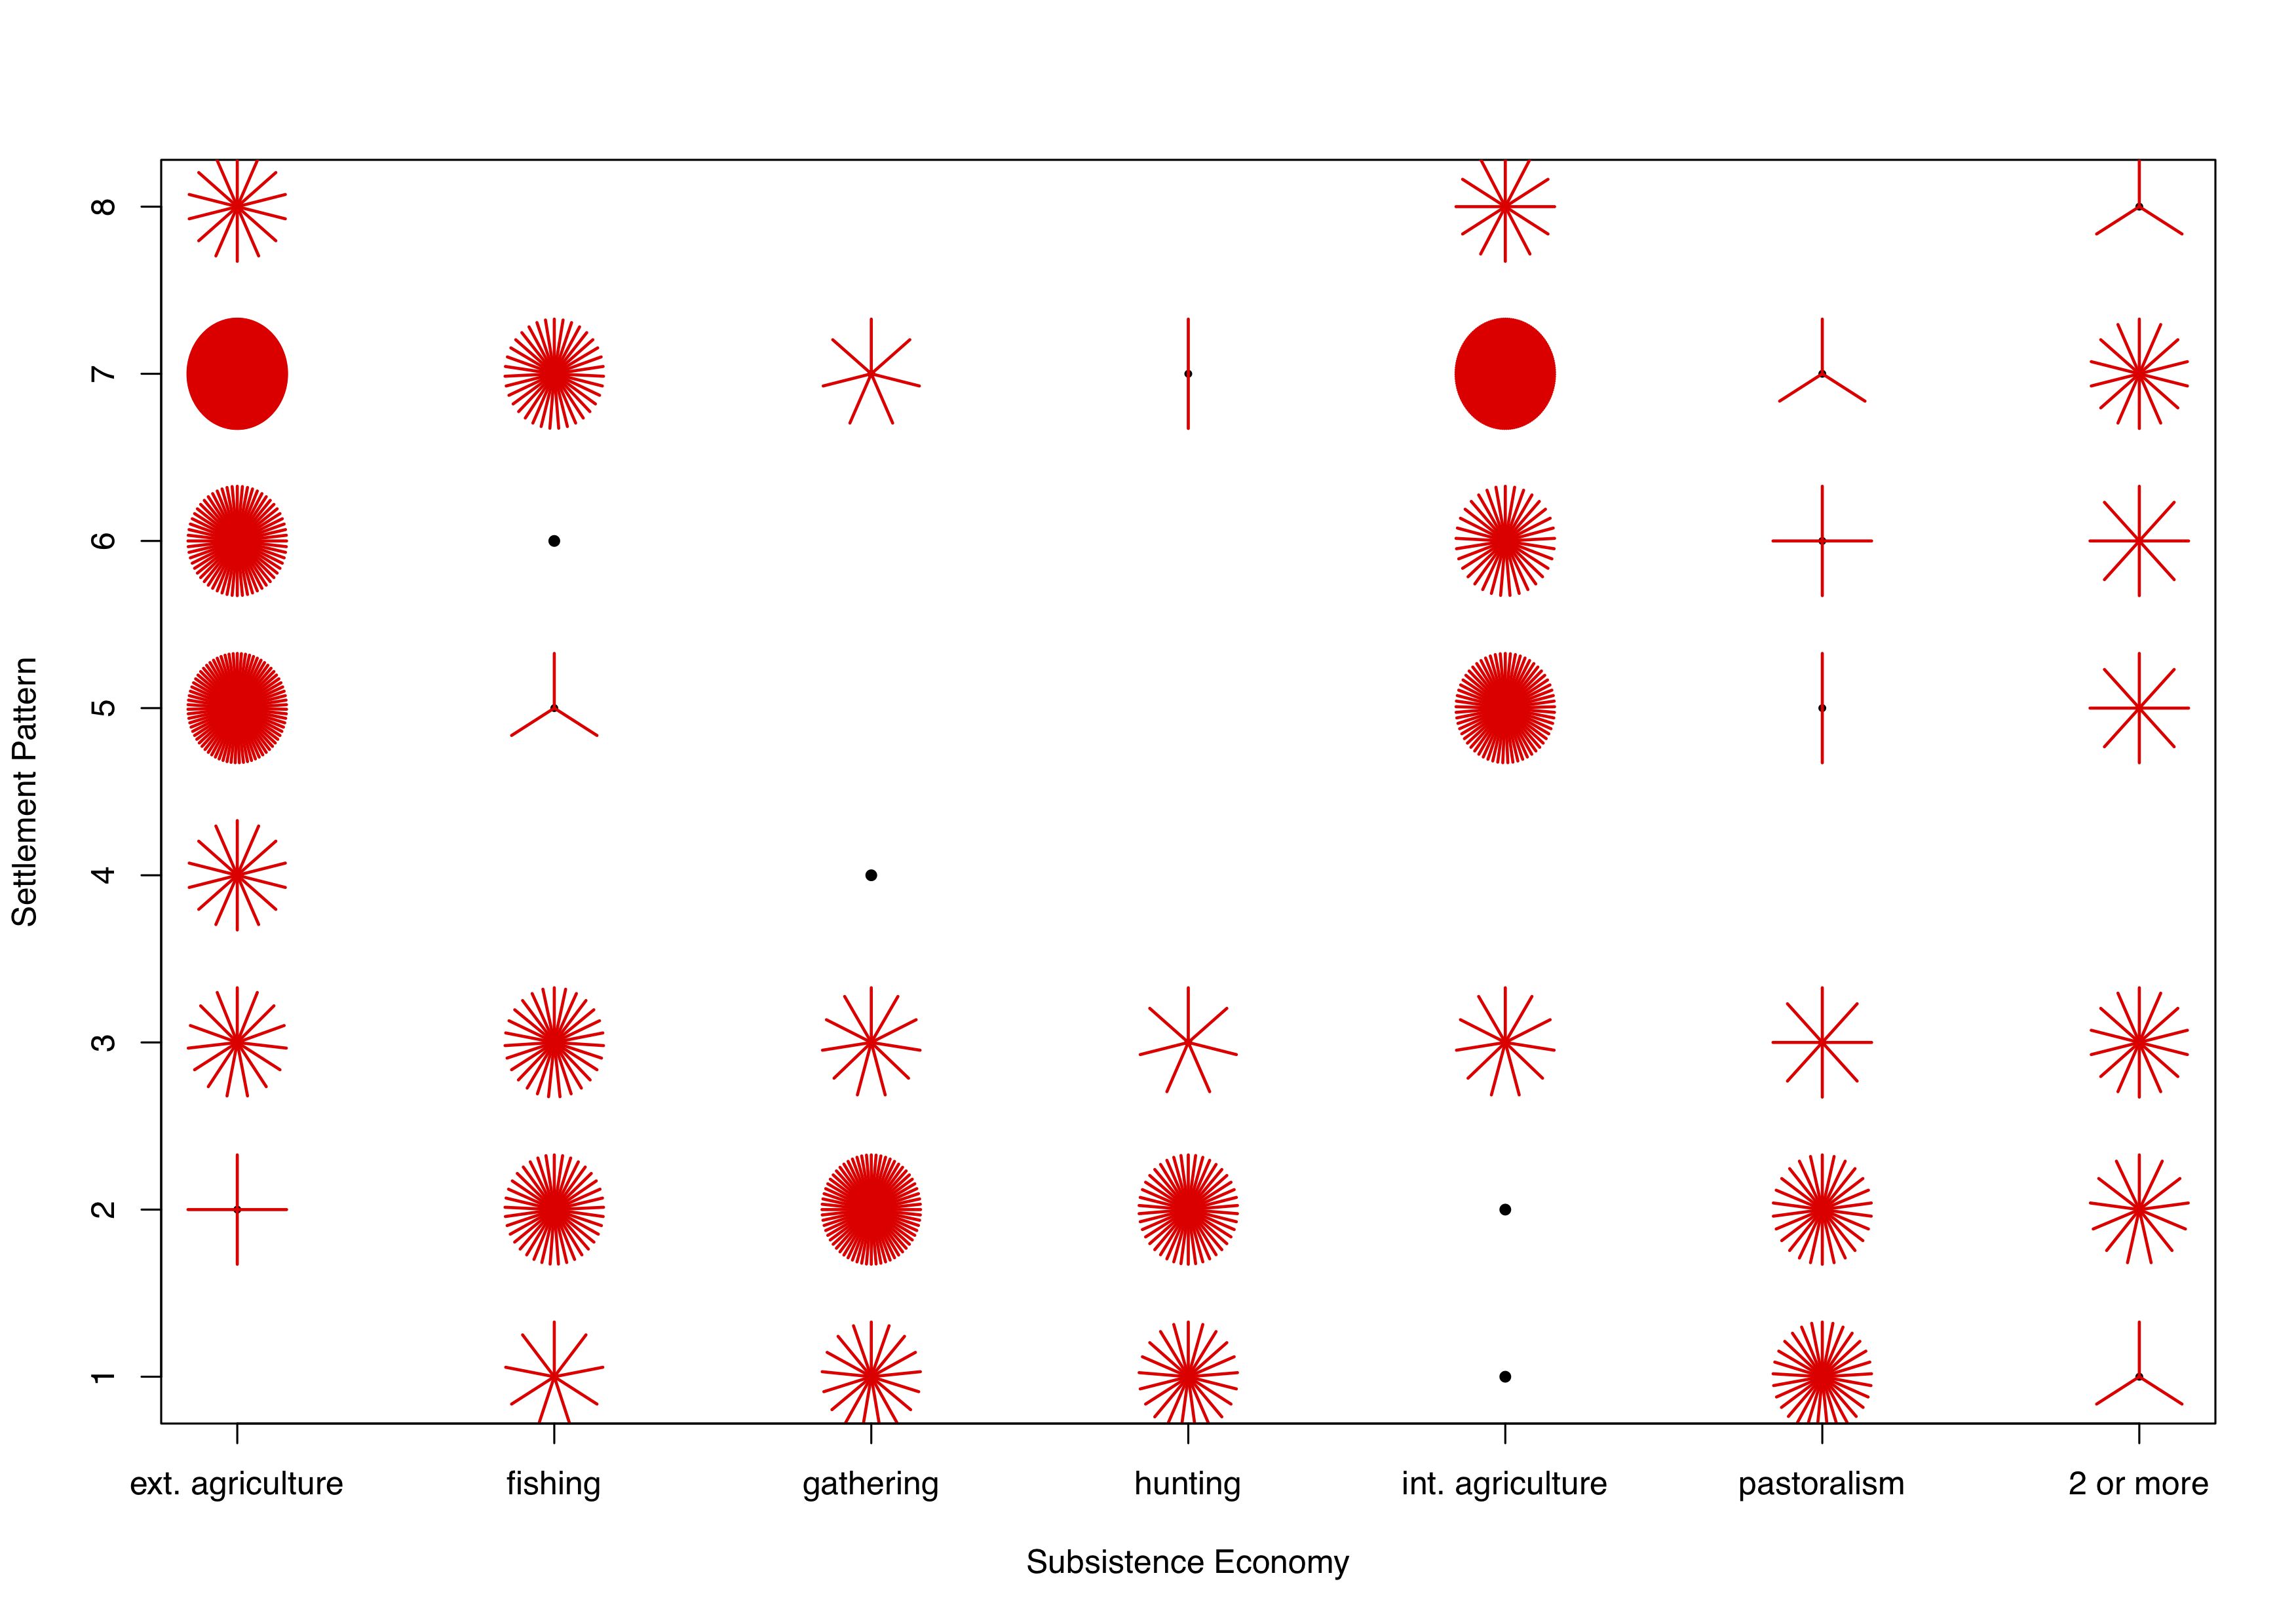 8
7
6
5
4
3
2
1
Settlement Pattern
ext. agriculture
fishing
gathering
hunting
int. agriculture
pastoralism
2 or more
Subsistence Economy